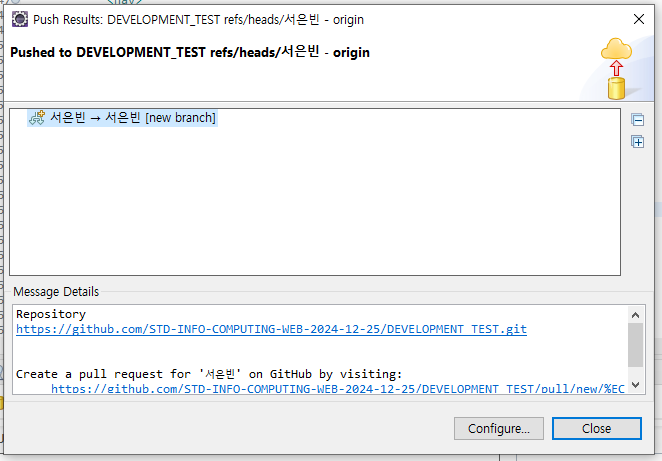 Push Results: DEVELOPMENT_TEST refs/heads/서은빈 - origin
Pushed to DEVELOPMENT_TEST refs/heads/서은빈 - origin
서은빈 → 서은빈 [new branch]
Message Details
Repository
https://github.com/STD-INFO-COMPUTING-WEB-2024-12-25/DEVELOPMENT_TEST.git
Create a pull request for '서은빈' on GitHub by visiting:
https://github.com/STD-INFO-COMPUTING-WEB-2024-12-25/DEVELOPMENT_TEST/pull/new/%EC
Configure...
Close